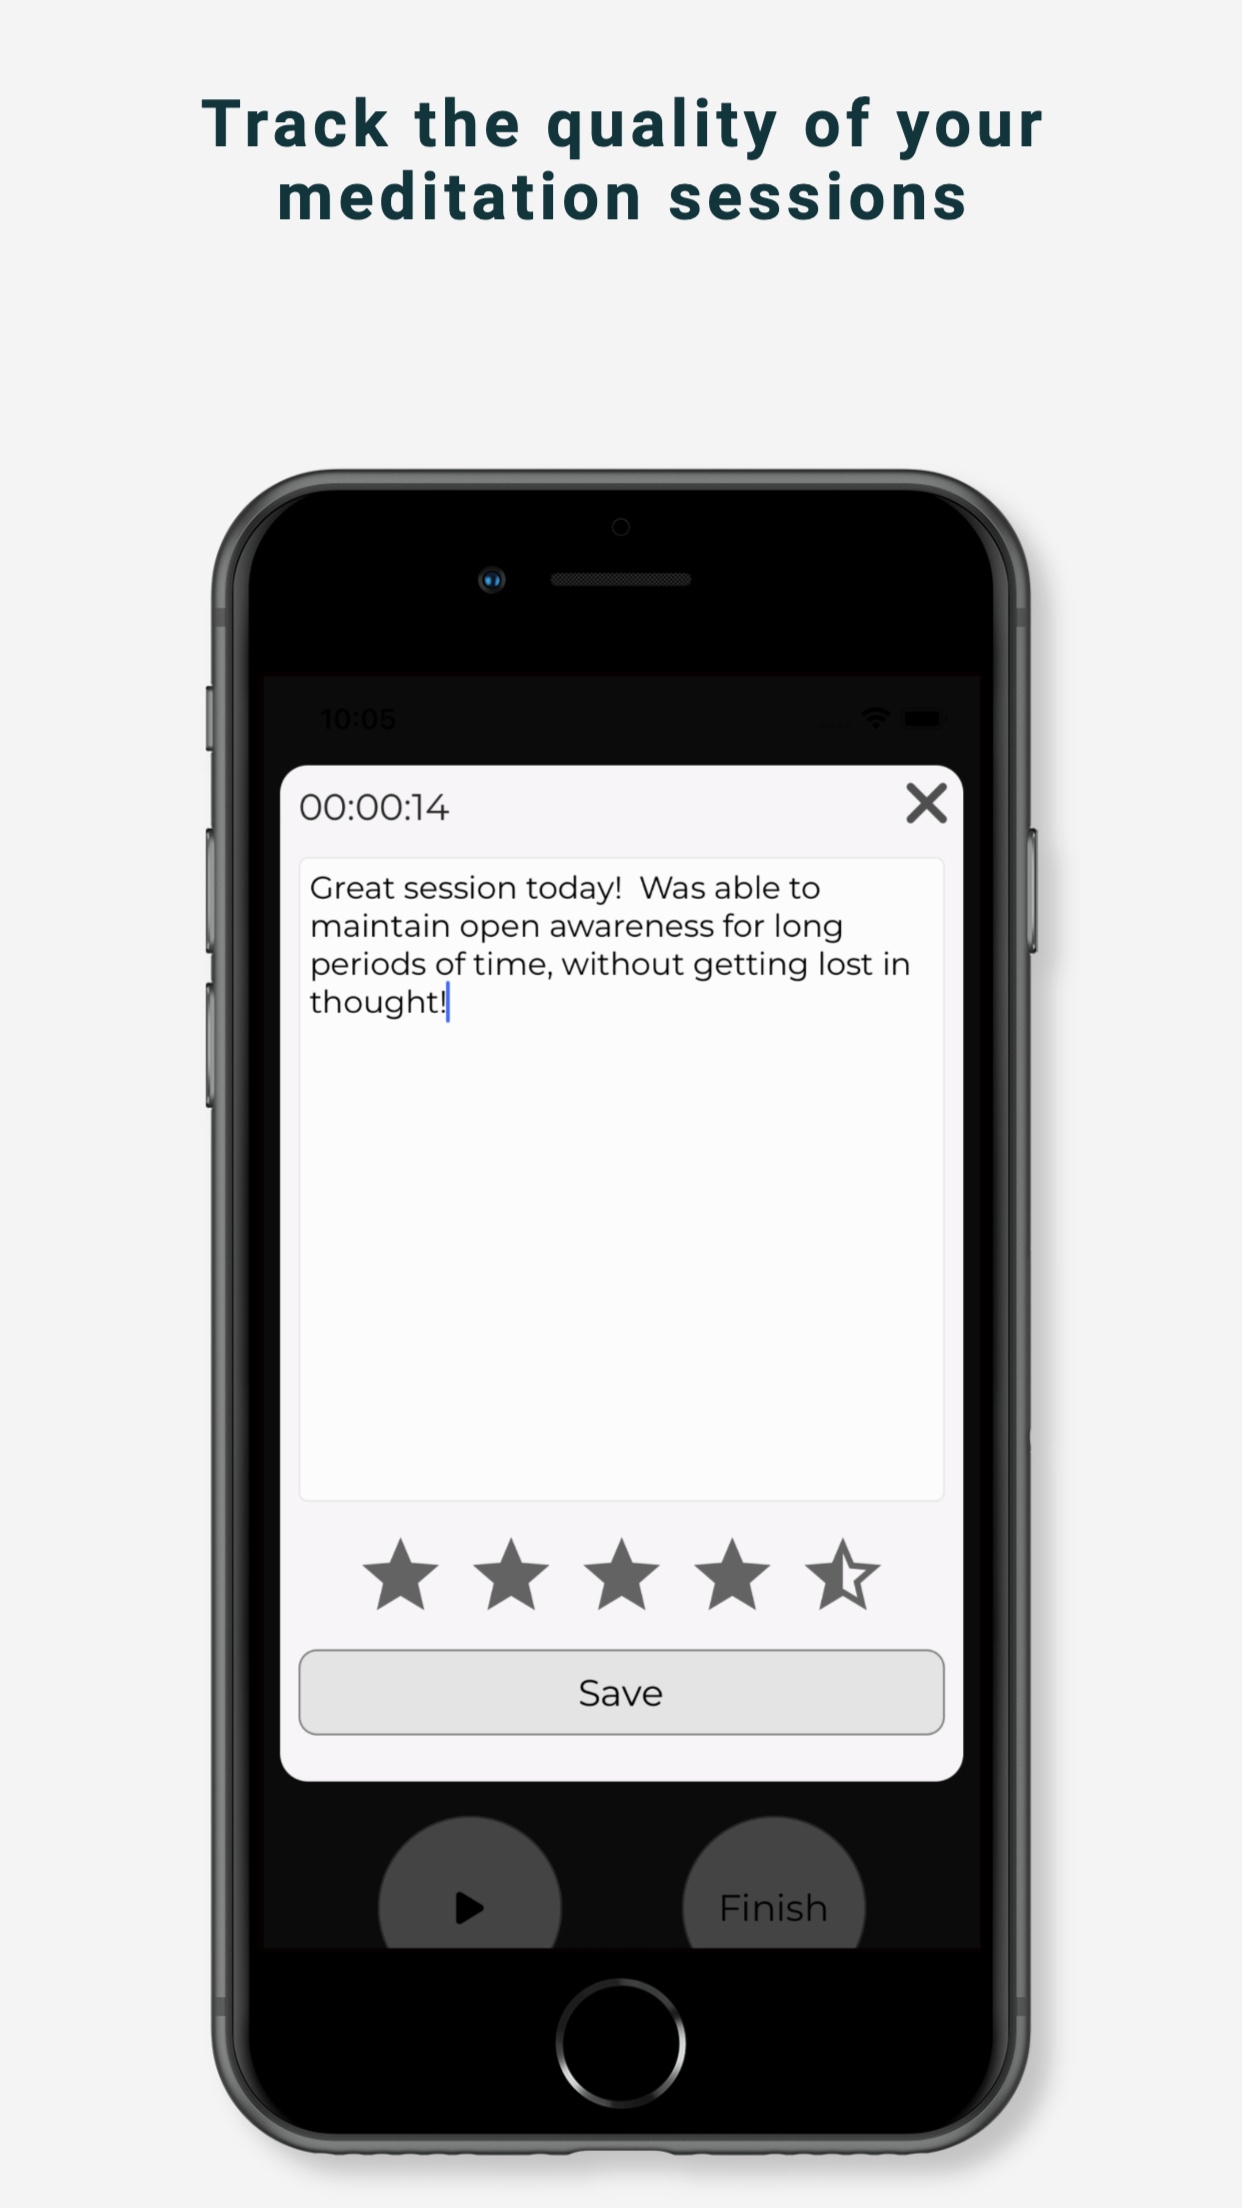 Track the quality of your
meditation sessions
10:05
00:00:14
Great session today!  Was able to
maintain open awareness for long
periods of time, without getting lost in
thought!
Save
Finish